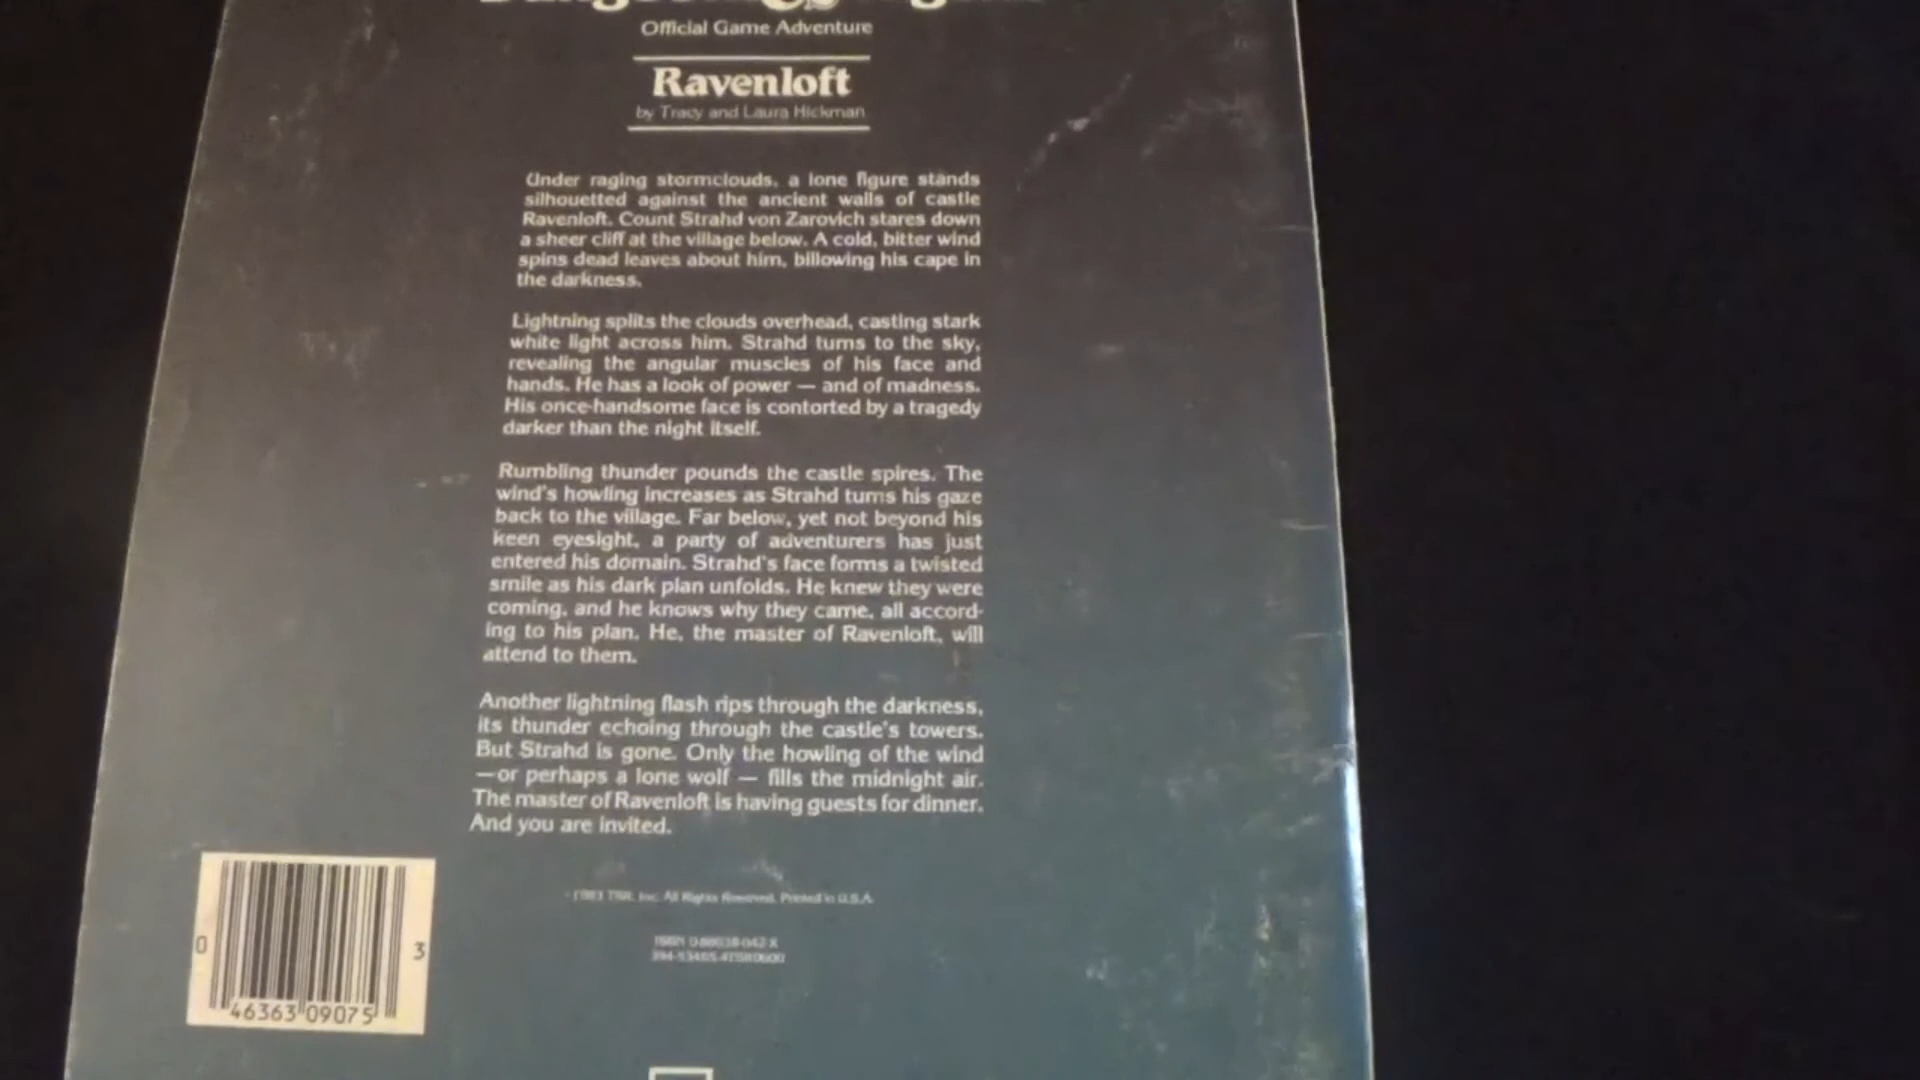 Official Game Adventure
Ravenloft
by Tracy and Laura Hickman
Under raging stormclouds, a lone figure stands
silhouetted against the ancient walls of castle
Ravenloft. Count Strahd von Zarovich stares down
a sheer cliff at the village below. A cold, bitter wind
spins dead leaves about him, billowing his cape in
the darkness.
Lightning splits the clouds overhead, casting stark
white light across him. Strahd turns to the sky,
revealing the angular muscles of his face and
hands. He has a look of power — and of madness.
His once-handsome face is contorted by a tragedy
darker than the night itself.
Rumbling thunder pounds the castle spires. The
wind's howling increases as Strahd turns his gaze
back to the village. Far below, yet not beyond his
keen eyesight, a party of adventurers has just
entered his domain. Strahd's face forms a twisted
smile as his dark plan unfolds. He knew they were
coming, and he knows why they came, all accord-
ing to his plan. He, the master of Ravenloft, will
attend to them.
Another lightning flash rips through the darkness,
its thunder echoing through the castle's towers.
But Strahd is gone. Only the howling of the wind
—or perhaps a lone wolf — fills the midnight air.
The master of Ravenloft is having guests for dinner.
And you are invited.
TSR, Inc. All Rights Reserved. Printed in U.S.A.
ISBN 0-88038-042-X
0 46363 09075 3